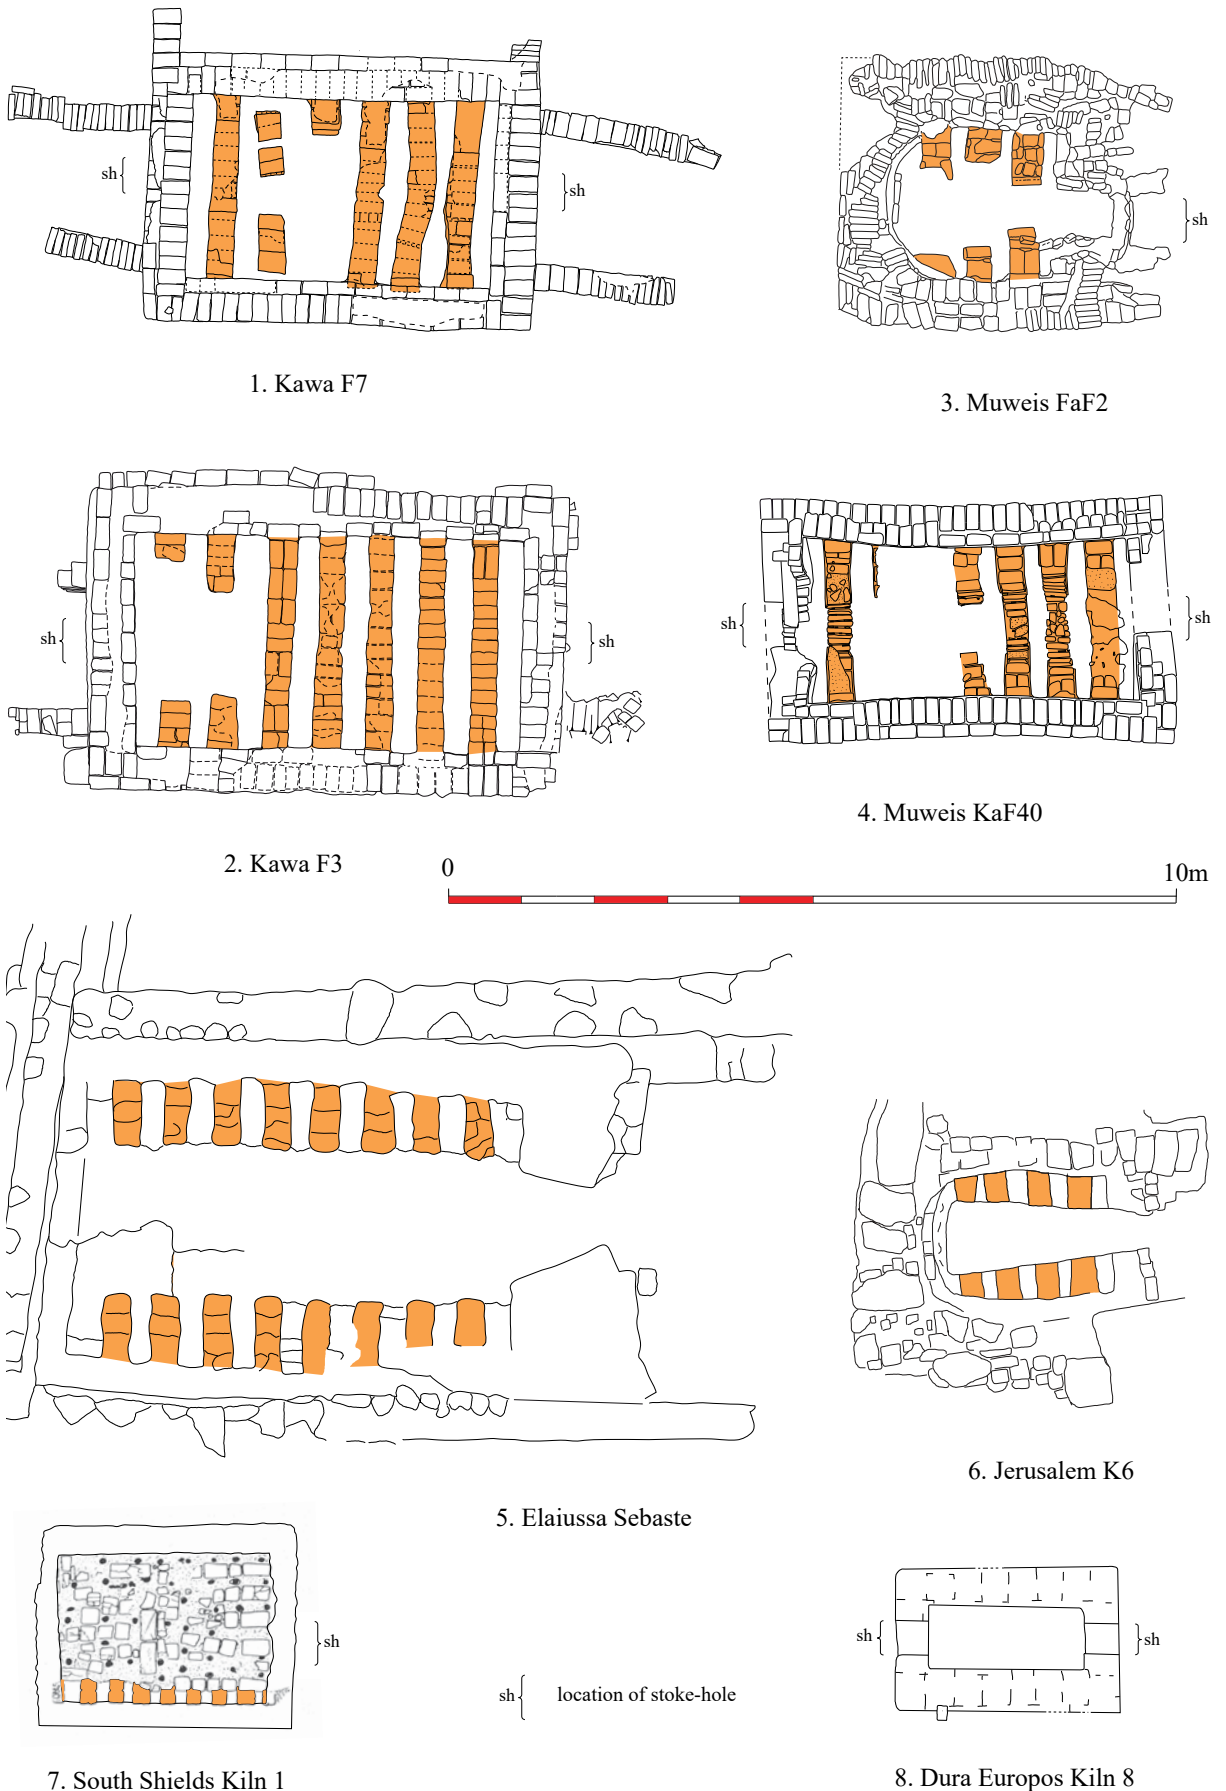 sh
sh
sh
1. Kawa F7
3. Muweis FaF2
sh
sh
sh
sh
4. Muweis KaF40
2. Kawa F3
0
10m
5. Elaiussa Sebaste
6. Jerusalem K6
sh
sh
sh
sh
location of stoke-hole
7. South Shields Kiln 1
8. Dura Europos Kiln 8